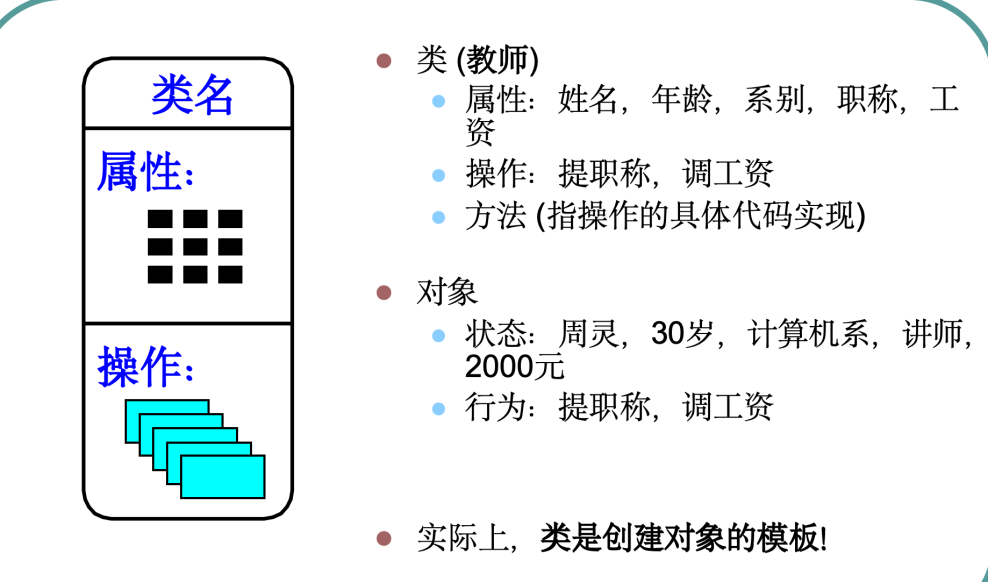 类名
属性：
操作：
类 (教师)
属性：姓名，年龄，系别，职称，工
资
操作：提职称，调工资
方法 (指操作的具体代码实现)
对象
状态：周灵，30岁，计算机系，讲师，
2000元
行为：提职称，调工资
实际上，类是创建对象的模板!